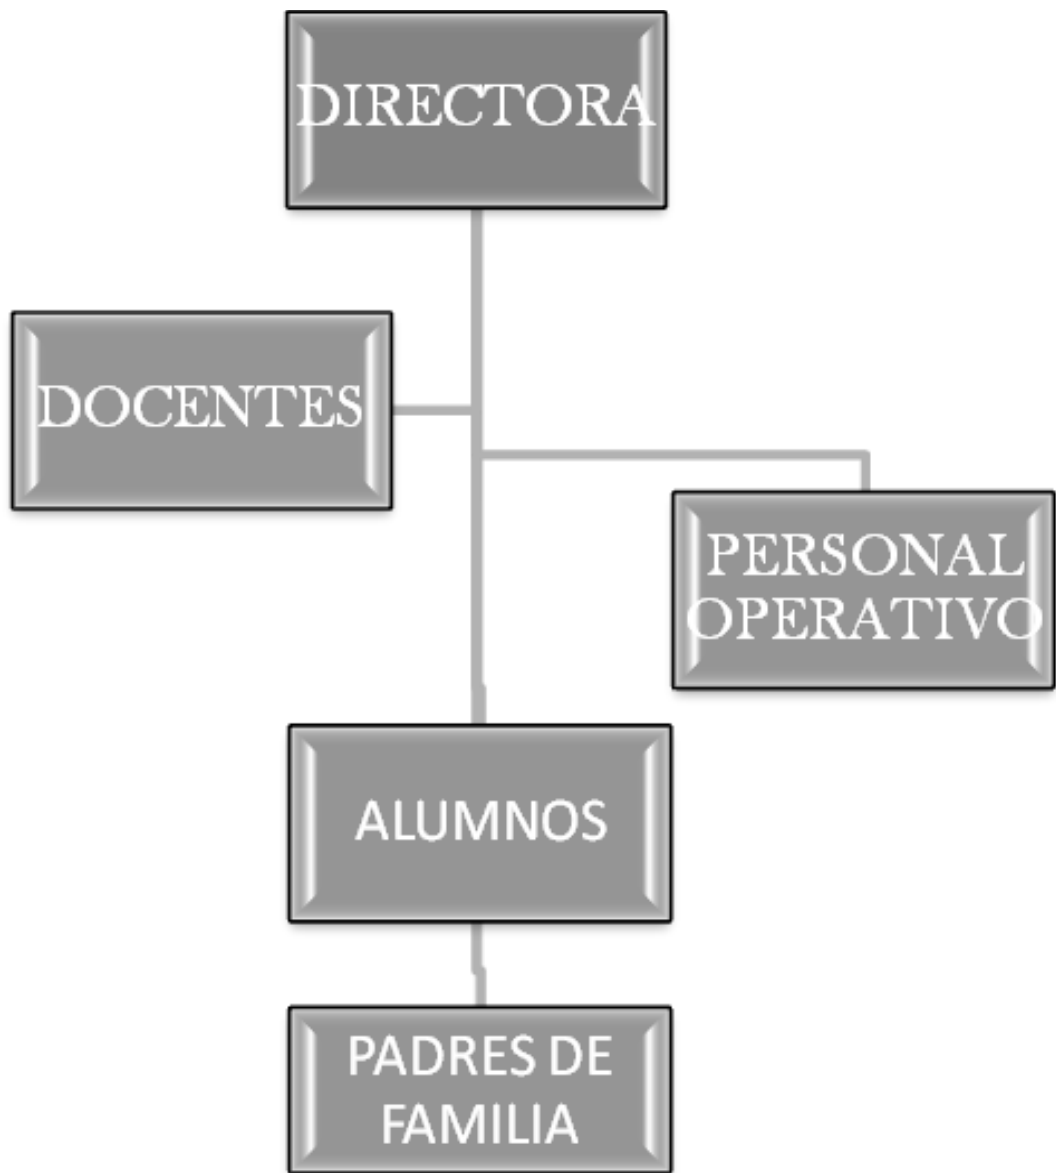 DIRECTORA
DOCENTES
PERSONAL
OPERATIVO
ALUMNOS
PADRES DE
FAMILIA